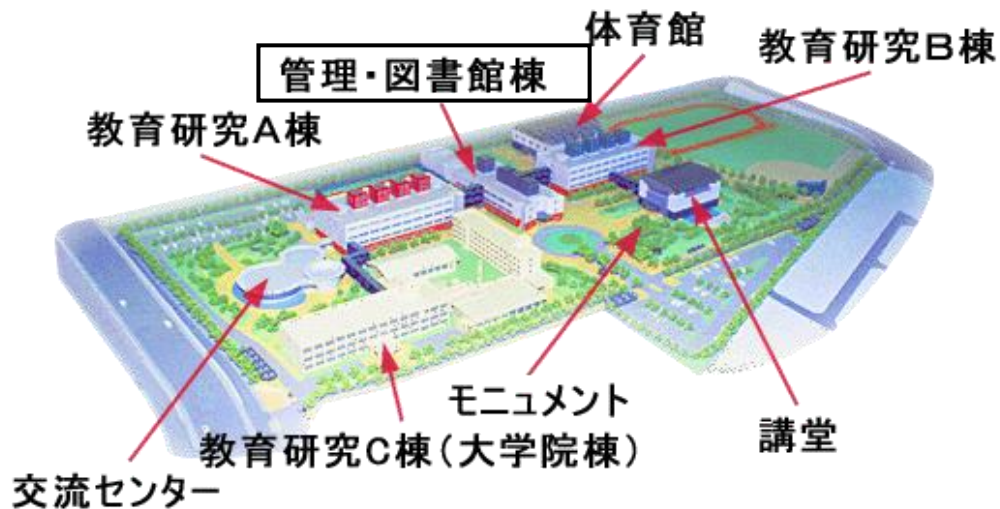 体育館
教育研究B棟
管理・図書館棟
教育研究A棟
モニュメント
講堂
教育研究C棟(大学院棟)
交流センター